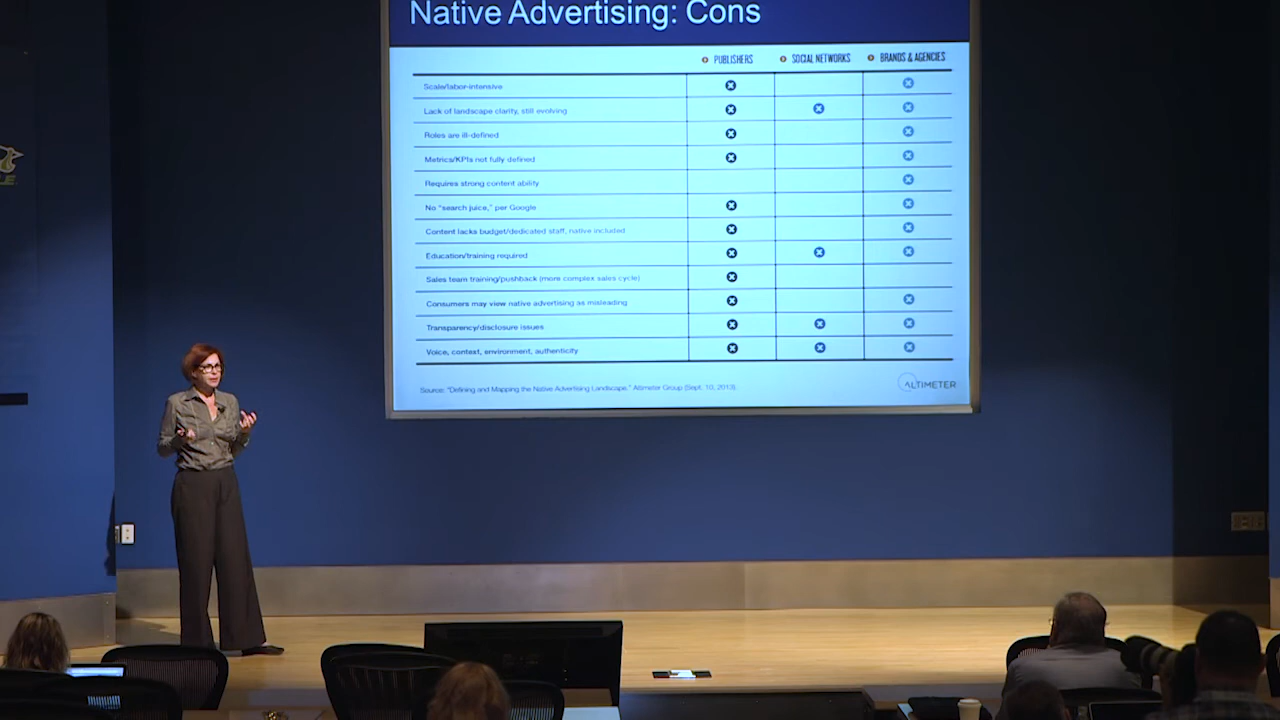 Native Advertising: Cons
PUBLISHERS SOCIAL NETWORKS BRANDS & AGENCIES
Scale/labor-intensive
Lack of landscape clarity, still evolving
Roles are ill-defined
Metrics/KPIs not fully defined
Requires strong content ability
No “search juice,” per Google
Content lacks budget/dedicated staff, native included
Education/training required
Sales team training/pushback (more complex sales cycle)
Consumers may view native advertising as misleading
Transparency/disclosure issues
Voice, context, environment, authenticity
Source: “Defining and Mapping the Native Advertising Landscape.” Altimeter Group (Sept. 10, 2013).
ALTIMETER